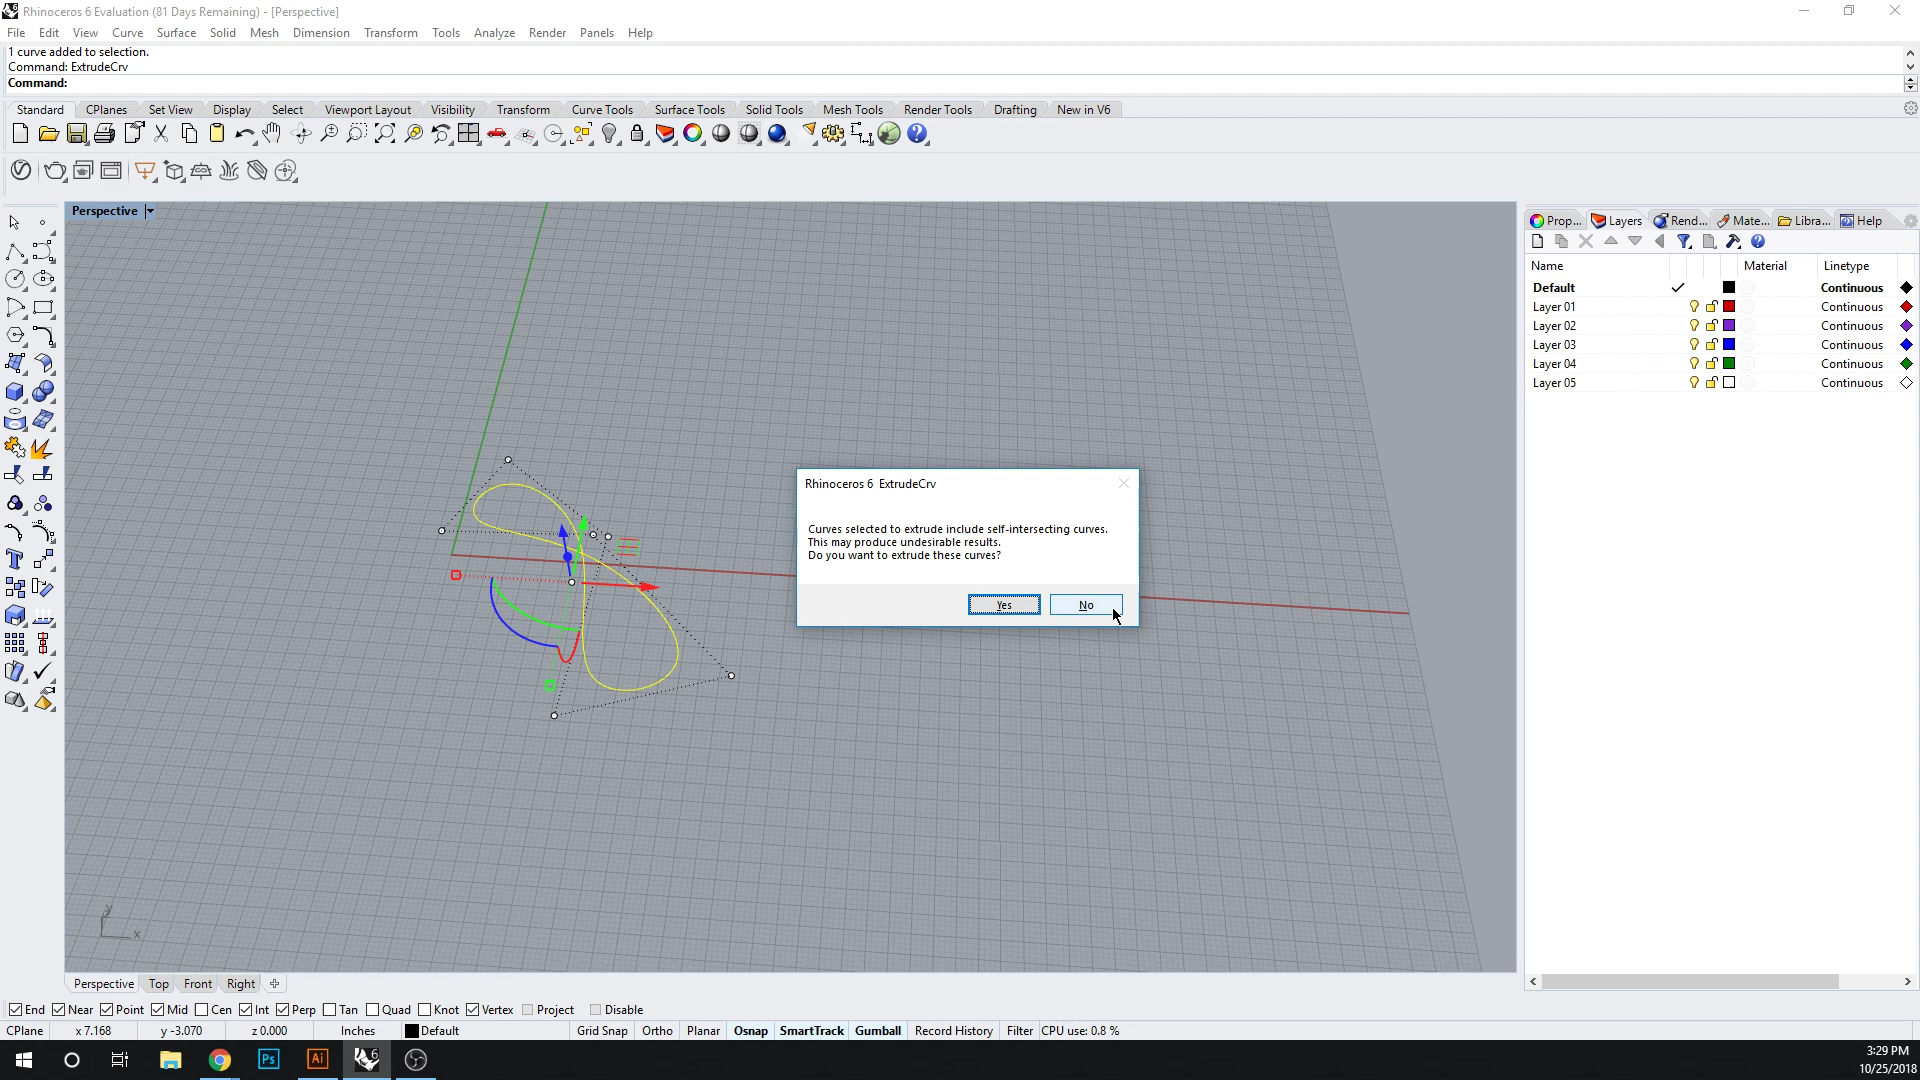 Rhinoceros 6 Evaluation (81 Days Remaining) - [Perspective]
File Edit View Curve Surface Solid Mesh Dimension Transform Tools Analyze Render Panels Help
1 curve added to selection.
Command: ExtrudeCrv
Command:
Standard CPlanes Set View Display Select Viewport Layout Visibility Transform Curve Tools Surface Tools Solid Tools Mesh Tools Render Tools Drafting New in V6
Perspective
Prop... Layers Rend... Mate... Libra... Help
Name Material Linetype
Default Continuous
Layer 01 Continuous
Layer 02 Continuous
Layer 03 Continuous
Layer 04 Continuous
Layer 05 Continuous
Rhinoceros 6 ExtrudeCrv
Curves selected to extrude include self-intersecting curves.
This may produce undesirable results.
Do you want to extrude these curves?
Yes No
y
x
Perspective Top Front Right
End Near Point Mid Cen Int Perp Tan Quad Knot Vertex Project Disable
CPlane x 7.168 y -3.070 z 0.000 Inches Default Grid Snap Ortho Planar Osnap SmartTrack Gumball Record History Filter CPU use: 0.8 %
Ps Ai 6
3:29 PM
10/25/2018